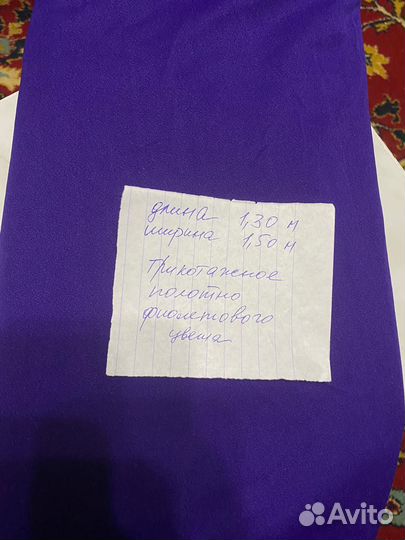 длина 1,30 м
ширина 1,50 м
Трикотажное
полотно
фиолетового
цвета
Avito